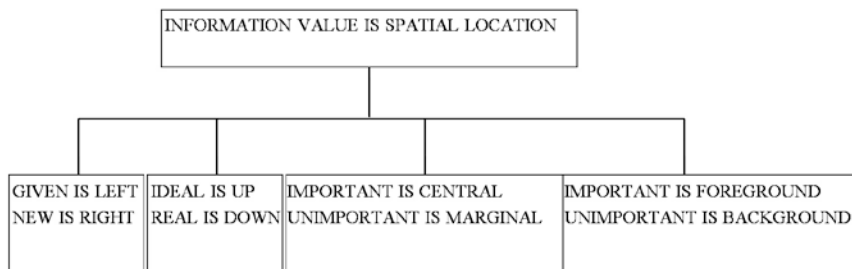 INFORMATION VALUE IS SPATIAL LOCATION
GIVEN IS LEFT
NEW IS RIGHT
IDEAL IS UP
REAL IS DOWN
IMPORTANT IS CENTRAL
UNIMPORTANT IS MARGINAL
IMPORTANT IS FOREGROUND
UNIMPORTANT IS BACKGROUND